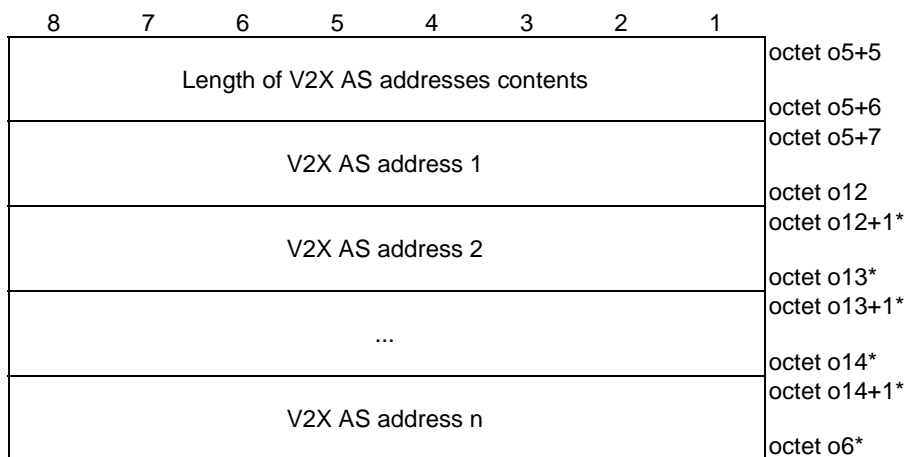 8 7 6 5 4 3 2 1
octet o5+5
Length of V2X AS addresses contents
octet o5+6
octet o5+7
V2X AS address 1
octet o12
octet o12+1*
V2X AS address 2
octet o13*
octet o13+1*
...
octet o14*
octet o14+1*
V2X AS address n
octet o6*